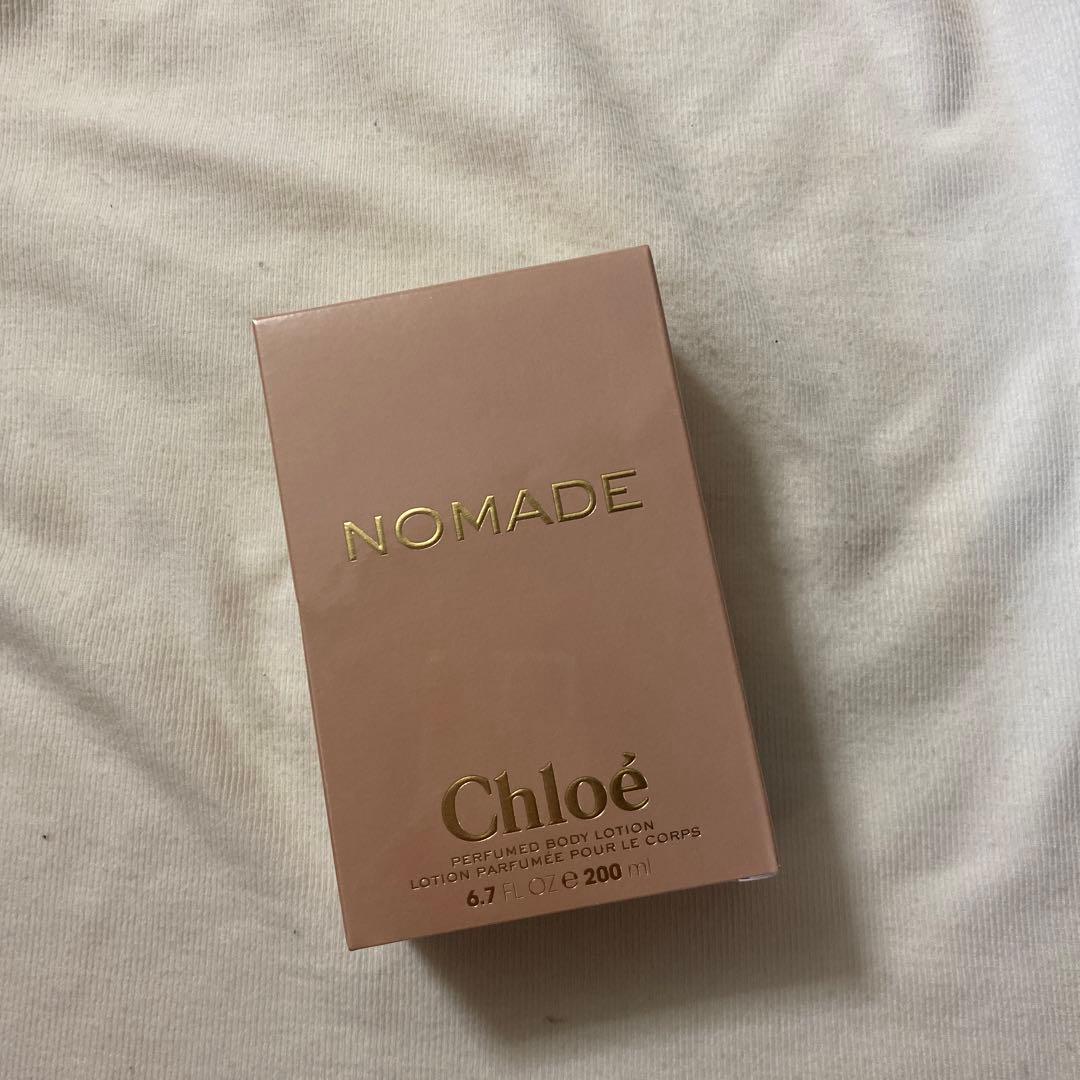 NOMADE
Chloé
PERFUMED BODY LOTION
LOTION PARFUMÉE POUR LE CORPS
6.7 FL OZ e 200 ml